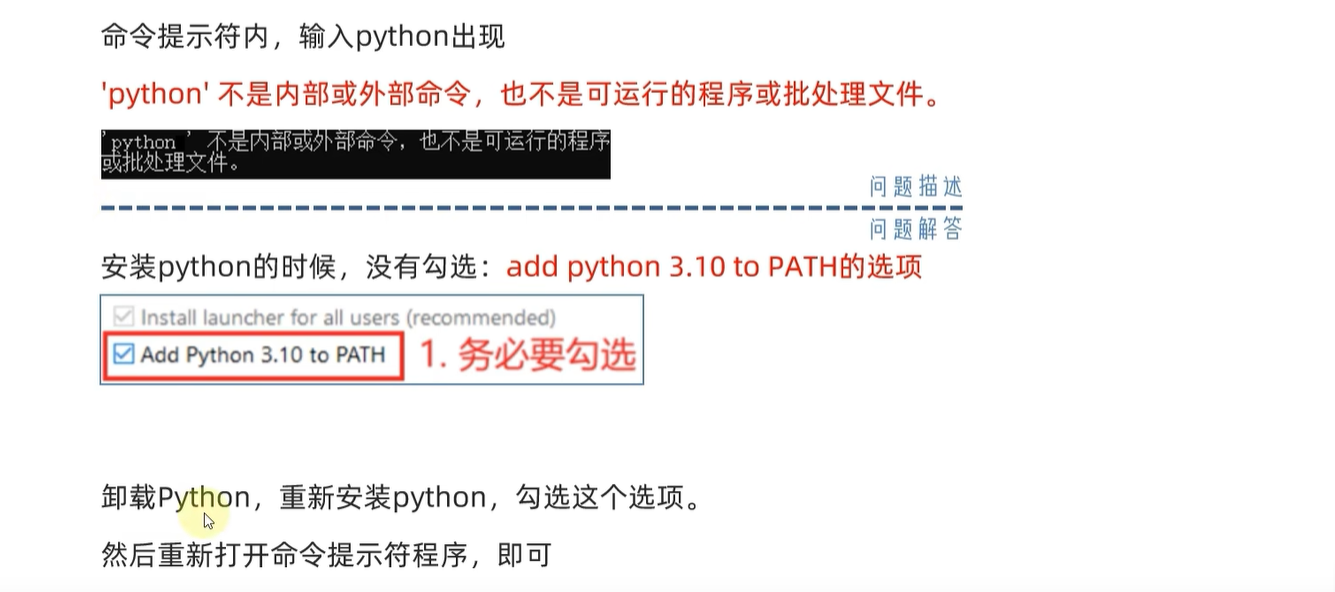 命令提示符内，输入python出现
'python' 不是内部或外部命令，也不是可运行的程序或批处理文件。
'python ' 不是内部或外部命令，也不是可运行的程序
或批处理文件。
问题描述
问题解答
安装python的时候，没有勾选：add python 3.10 to PATH的选项
Install launcher for all users (recommended)
Add Python 3.10 to PATH 1. 务必要勾选
卸载Python，重新安装python，勾选这个选项。
然后重新打开命令提示符程序，即可